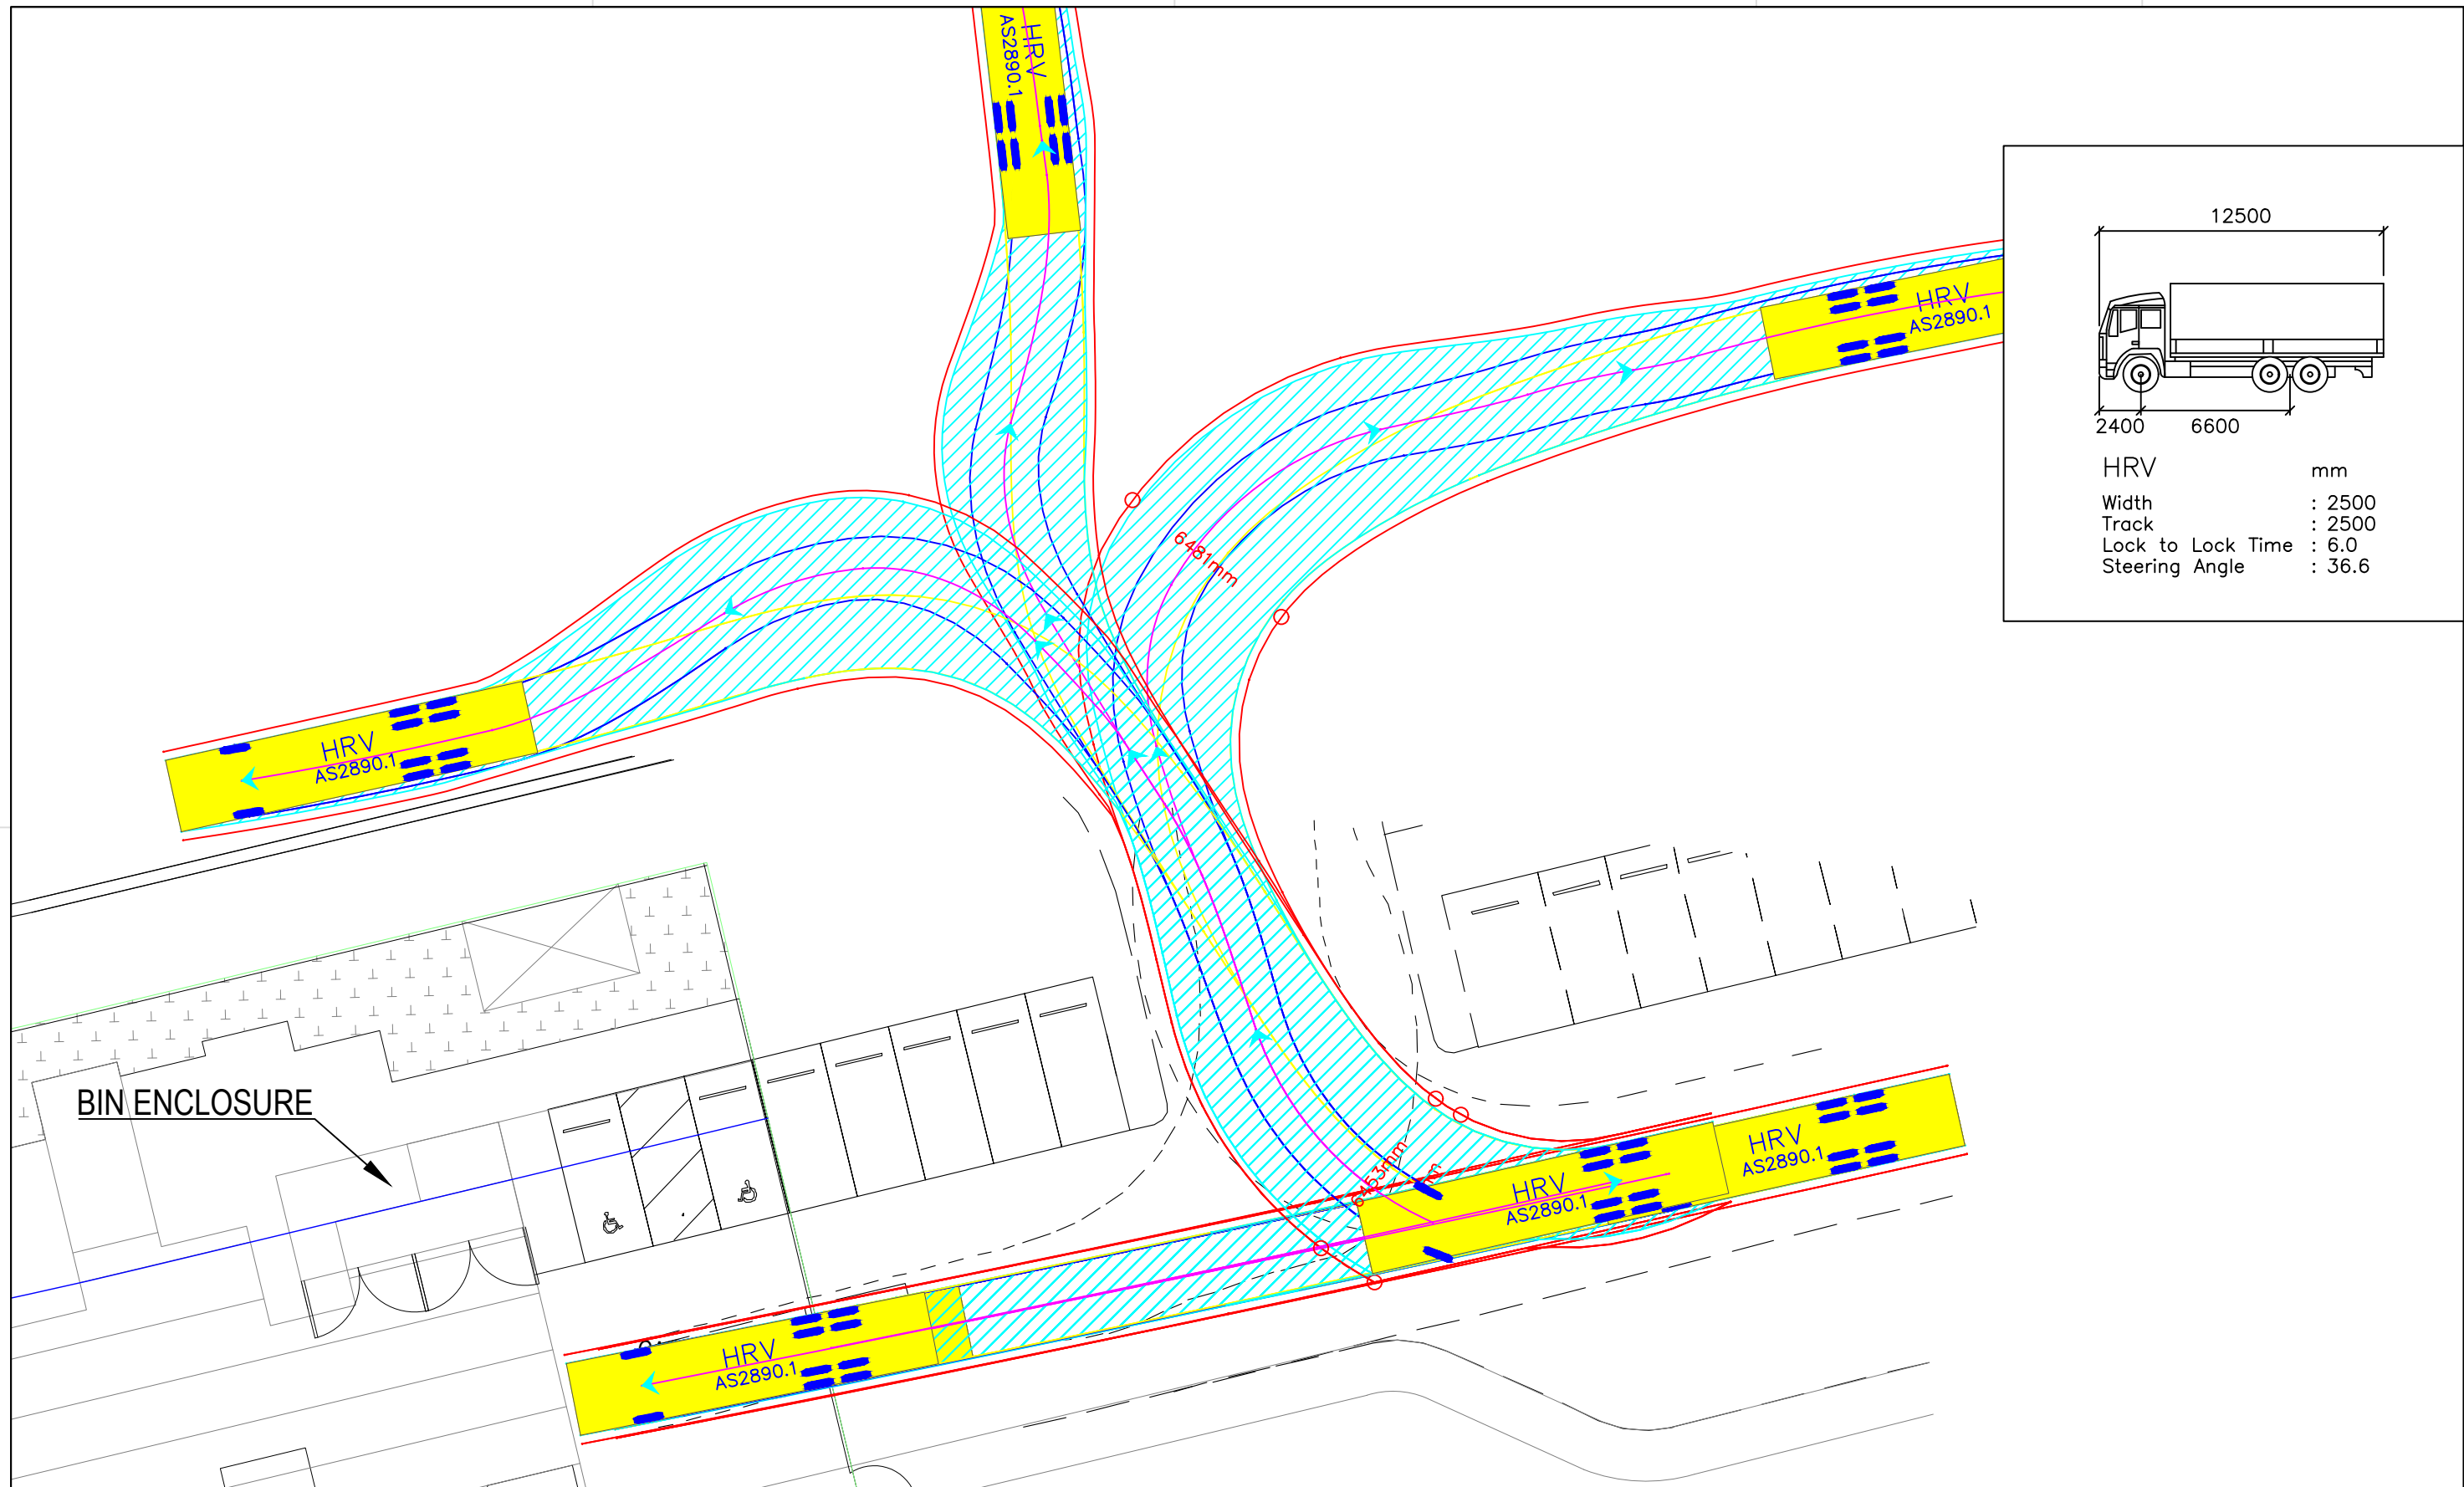 HRV
AS2890.1
HRV
AS2890.1
12500
2400
6600
HRV mm
Width : 2500
Track : 2500
Lock to Lock Time : 6.0
Steering Angle : 36.6
6481mm
HRV
AS2890.1
BIN ENCLOSURE
HRV
AS2890.1
6453mm
HRV
AS2890.1
HRV
AS2890.1